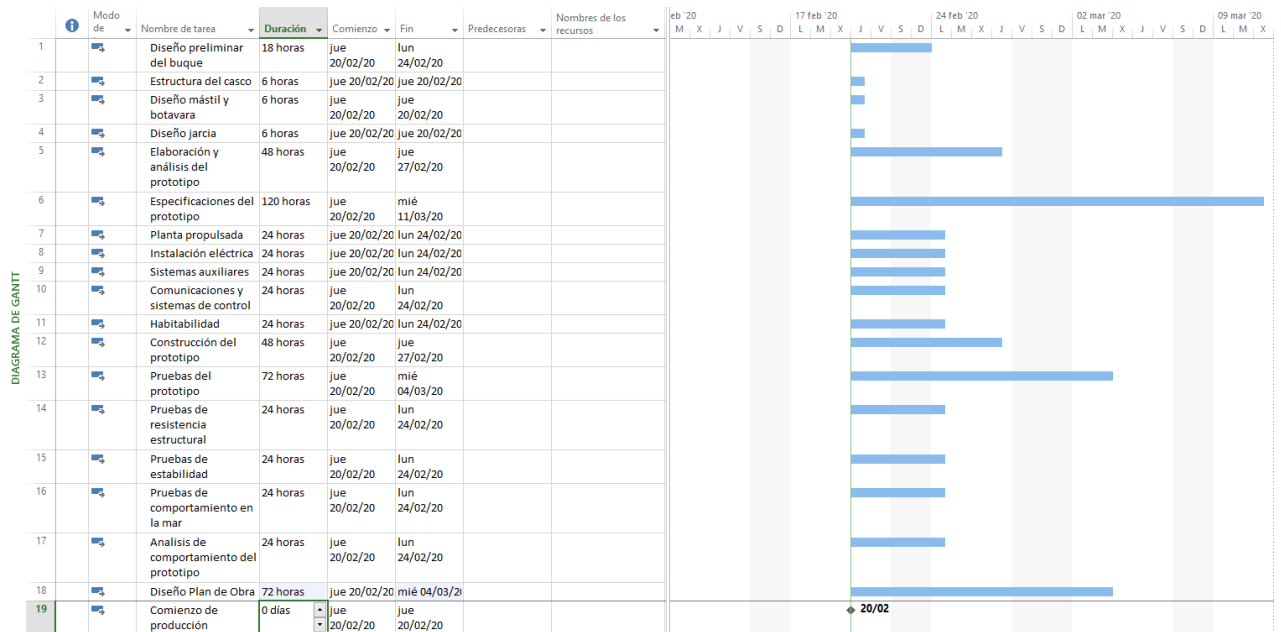 DIAGRAMA DE GANTT
Modo de
Nombre de tarea
Duración
Comienzo
Fin
Predecesoras
Nombres de los recursos
eb '20 17 feb '20 24 feb '20 02 mar '20 09 mar '20
M X J V S D L M X J V S D L M X J V S D L M X J V S D L M X
1 Diseño preliminar del buque 18 horas jue 20/02/20 lun 24/02/20
2 Estructura del casco 6 horas jue 20/02/20 jue 20/02/20
3 Diseño mástil y botavara 6 horas jue 20/02/20 jue 20/02/20
4 Diseño jarcia 6 horas jue 20/02/20 jue 20/02/20
5 Elaboración y análisis del prototipo 48 horas jue 20/02/20 jue 27/02/20
6 Especificaciones del prototipo 120 horas jue 20/02/20 mié 11/03/20
7 Planta propulsada 24 horas jue 20/02/20 lun 24/02/20
8 Instalación eléctrica 24 horas jue 20/02/20 lun 24/02/20
9 Sistemas auxiliares 24 horas jue 20/02/20 lun 24/02/20
10 Comunicaciones y sistemas de control 24 horas jue 20/02/20 lun 24/02/20
11 Habitabilidad 24 horas jue 20/02/20 lun 24/02/20
12 Construcción del prototipo 48 horas jue 20/02/20 jue 27/02/20
13 Pruebas del prototipo 72 horas jue 20/02/20 mié 04/03/20
14 Pruebas de resistencia estructural 24 horas jue 20/02/20 lun 24/02/20
15 Pruebas de estabilidad 24 horas jue 20/02/20 lun 24/02/20
16 Pruebas de comportamiento en la mar 24 horas jue 20/02/20 lun 24/02/20
17 Analisis de comportamiento del prototipo 24 horas jue 20/02/20 lun 24/02/20
18 Diseño Plan de Obra 72 horas jue 20/02/20 mié 04/03/20
19 Comienzo de producción 0 días jue 20/02/20 jue 20/02/20
20/02